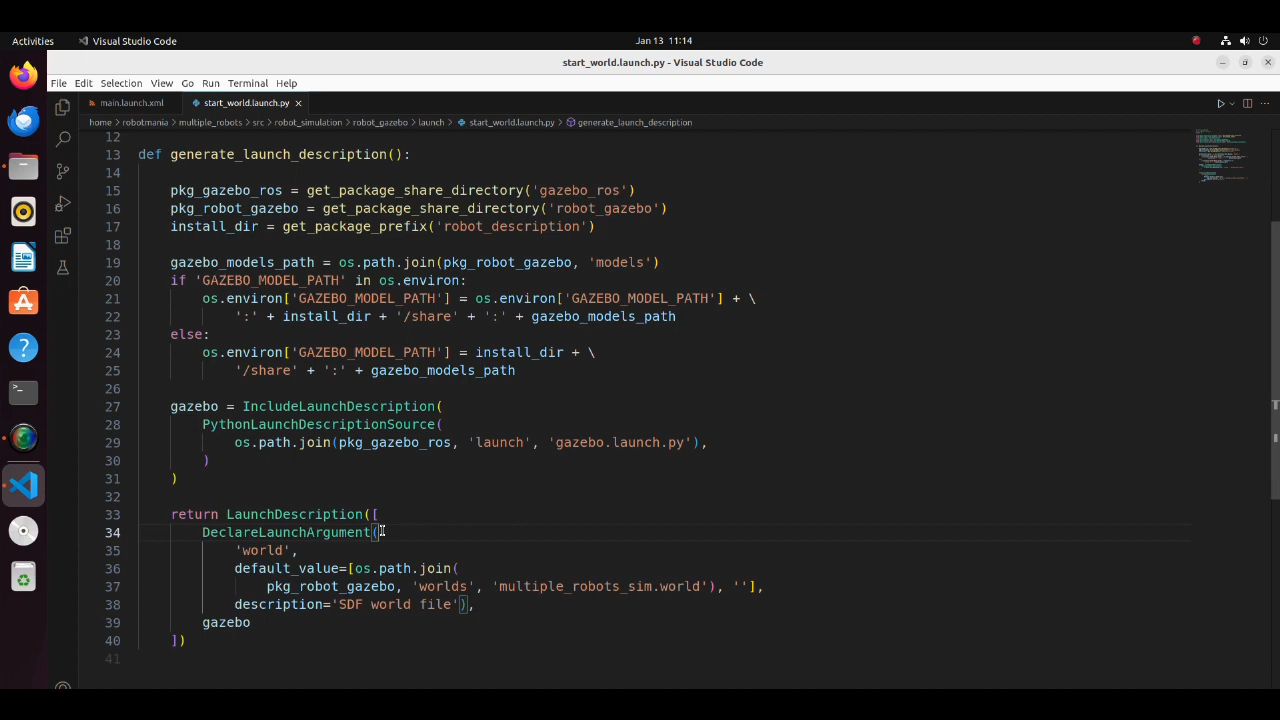 Activities
Visual Studio Code
Jan 13 11:14
start_world.launch.py - Visual Studio Code
File Edit Selection View Go Run Terminal Help
main.launch.xml
start_world.launch.py
home > robotmania > multiple_robots > src > robot_simulation > robot_gazebo > launch > start_world.launch.py > generate_launch_description
12
13 def generate_launch_description():
14
15 pkg_gazebo_ros = get_package_share_directory('gazebo_ros')
16 pkg_robot_gazebo = get_package_share_directory('robot_gazebo')
17 install_dir = get_package_prefix('robot_description')
18
19 gazebo_models_path = os.path.join(pkg_robot_gazebo, 'models')
20 if 'GAZEBO_MODEL_PATH' in os.environ:
21 os.environ['GAZEBO_MODEL_PATH'] = os.environ['GAZEBO_MODEL_PATH'] + \
22 ':' + install_dir + '/share' + ':' + gazebo_models_path
23 else:
24 os.environ['GAZEBO_MODEL_PATH'] = install_dir + \
25 '/share' + ':' + gazebo_models_path
26
27 gazebo = IncludeLaunchDescription(
28 PythonLaunchDescriptionSource(
29 os.path.join(pkg_gazebo_ros, 'launch', 'gazebo.launch.py'),
30 )
31 )
32
33 return LaunchDescription([
34 DeclareLaunchArgument(
35 'world',
36 default_value=[os.path.join(
37 pkg_robot_gazebo, 'worlds', 'multiple_robots_sim.world'), ''],
38 description='SDF world file'),
39 gazebo
40 ])
41